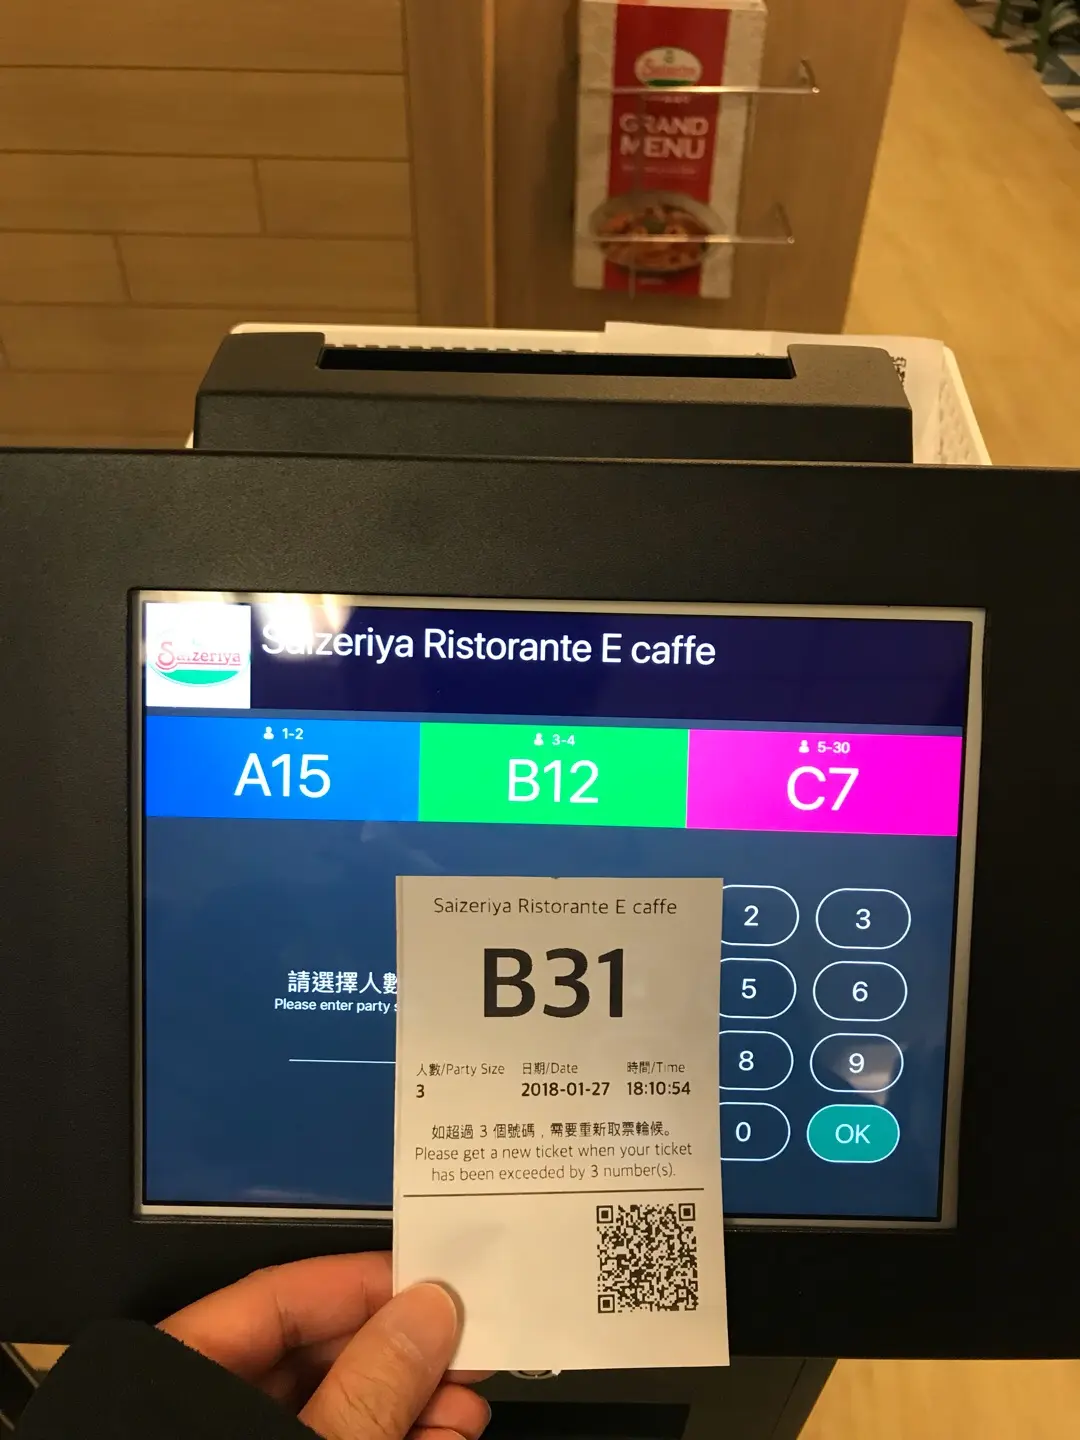 Saizeriya
GRAND
MENU
Saizeriya
Saizeriya Ristorante E caffe
1-2
A15
3-4
B12
5-30
C7
請選擇人數
Please enter party
2
3
5
6
8
9
0
OK
Saizeriya Ristorante E caffe
B31
人數/Party Size 日期/Date 時間/Time
3 2018-01-27 18:10:54
如超過 3 個號碼，需要重新取票輪候。
Please get a new ticket when your ticket
has been exceeded by 3 number(s).